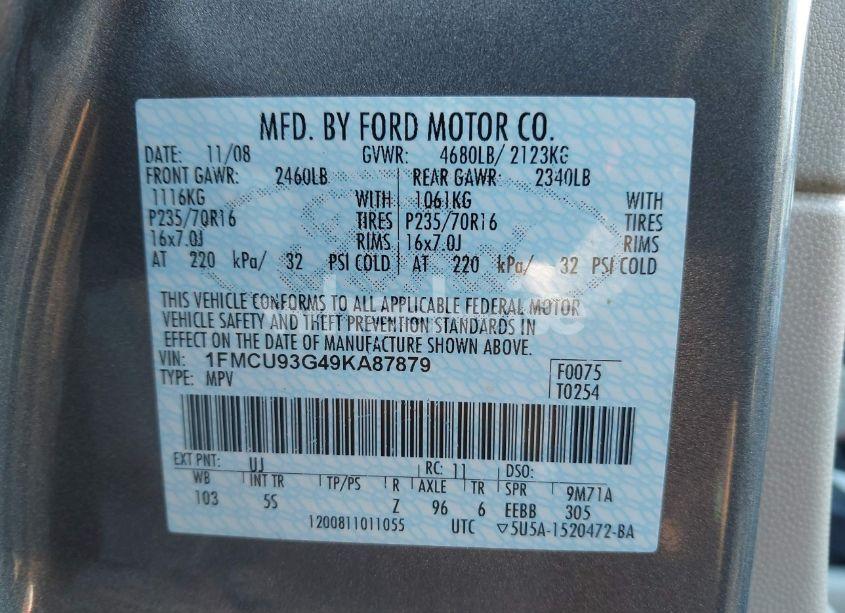 MFD. BY FORD MOTOR CO.
DATE: 11/08 GVWR: 4680LB/ 2123KG
FRONT GAWR: 2460LB REAR GAWR: 2340LB
1116KG WITH 1061KG WITH
P235/70R16 TIRES P235/70R16 TIRES
16x7.0J RIMS 16x7.0J RIMS
AT 220 kPa/ 32 PSI COLD AT 220 kPa/ 32 PSI COLD
THIS VEHICLE CONFORMS TO ALL APPLICABLE FEDERAL MOTOR
VEHICLE SAFETY AND THEFT PREVENTION STANDARDS IN
EFFECT ON THE DATE OF MANUFACTURE SHOWN ABOVE.
VIN: 1FMCU93G49KA87879 F0075
TYPE: MPV T0254
EXT PNT: UJ RC: 11 DSO:
WB INT TR TP/PS R AXLE TR SPR 9M71A
103 5S Z 96 6 EEBB 305
1200811011055 UTC ▽5U5A-1520472-BA